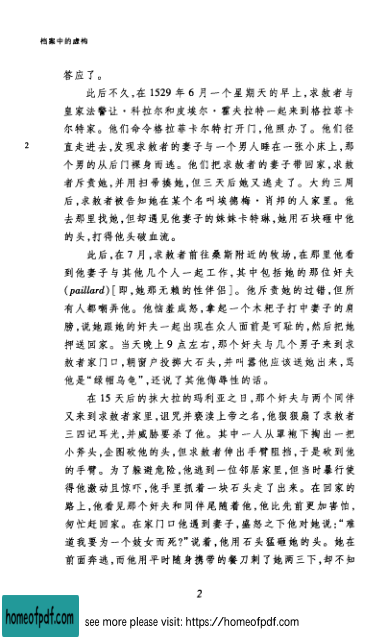 档案中的虚构
答应了。
此后不久,在 1529 年 6 月一个星期天的早上,求赦者与
皇家法警让·科拉尔和皮埃尔·霍夫拉特一起来到格拉菲卡
尔特家。他们命令格拉菲卡尔特打开门,他照办了。他们径
2
直走进去,发现求赦者的妻子与一个男人睡在一张小床上,那
个男的从后门裸身而逃。他们把求赦者的妻子带回家,求赦
者斥责她,并用扫帚揍她,但三天后她又逃走了。大约三周
后,求赦者被告知她在某个名叫埃德梅·肖邦的人家里。他
去那里找她,但却遇见他妻子的妹妹卡特琳,她用石块砸中他
的头,打得他头破血流。
此后,在 7 月,求赦者前往桑斯附近的牧场,在那里他看
到他妻子与其他几个人一起工作,其中包括她的那位奸夫
(paillard)[即,她那无赖的性伴侣]。他斥责她的过错,但所
有人都嘲弄他。他恼羞成怒,拿起一个木耙子打中妻子的肩
膀,说她跟她的奸夫一起出现在众人面前是可耻的,然后把她
押送回家。当天晚上 9 点左右,那个奸夫与几个男子来到求
赦者家门口,朝窗户投掷大石头,并叫嚣他应该送她出来,骂
他是“绿帽乌龟”,还说了其他侮辱性的话。
在 15 天后的抹大拉的玛利亚之日,那个奸夫与两个同伴
又来到求赦者家里,诅咒并亵渎上帝之名,他狠狠扇了求赦者
三四记耳光,并威胁要杀了他。其中一人从罩袍下掏出一把
小斧头,企图砍他的头,但求赦者伸出手臂阻挡,于是砍到他
的手臂。为了躲避危险,他逃到一位邻居家里,但当时暴行使
得他激动且惊吓,他手里抓着一块石头走了出来。在回家的
路上,他看见那个奸夫和同伴尾随着他,他比先前更加害怕,
匆忙赶回家。在家门口他遇到妻子,盛怒之下他对她说:“难
道我要为一个妓女而死?”说着,他用石头猛砸她的头。她在
前面奔逃,而他用平时随身携带的餐刀刺了她两三下,却不知
2
homeofpdf.com
see more please visit: https://homeofpdf.com